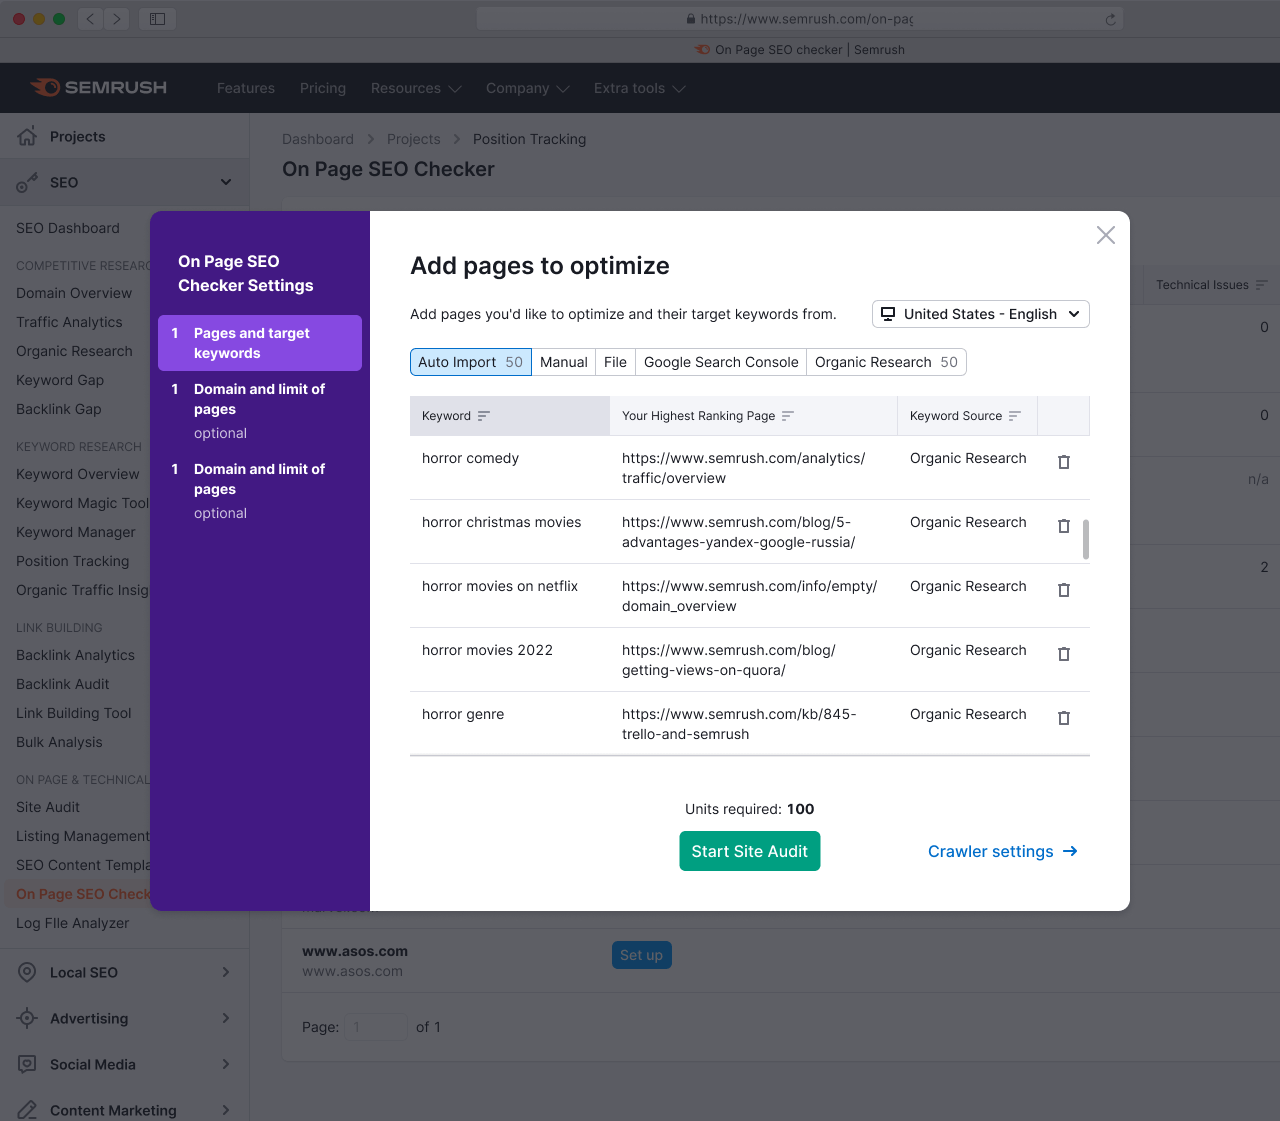 https://www.semrush.com/on-pag
On Page SEO checker | Semrush
SEMRUSH
Features
Pricing
Resources
Company
Extra tools
Projects
SEO
SEO Dashboard
COMPETITIVE RESEARC
Domain Overview
Traffic Analytics
Organic Research
Keyword Gap
Backlink Gap
KEYWORD RESEARCH
Keyword Overview
Keyword Magic Tool
Keyword Manager
Position Tracking
Organic Traffic Insig
LINK BUILDING
Backlink Analytics
Backlink Audit
Link Building Tool
Bulk Analysis
ON PAGE & TECHNICAL
Site Audit
Listing Management
SEO Content Templa
On Page SEO Check
Log FIle Analyzer
Local SEO
Advertising
Social Media
Content Marketing
Dashboard > Projects > Position Tracking
On Page SEO Checker
Technical Issues
0
0
n/a
2
On Page SEO
Checker Settings
1 Pages and target
keywords
1 Domain and limit of
pages
optional
1 Domain and limit of
pages
optional
Add pages to optimize
Add pages you'd like to optimize and their target keywords from.
United States - English
Auto Import 50
Manual
File
Google Search Console
Organic Research 50
Keyword
Your Highest Ranking Page
Keyword Source
horror comedy
https://www.semrush.com/analytics/
traffic/overview
Organic Research
horror christmas movies
https://www.semrush.com/blog/5-
advantages-yandex-google-russia/
Organic Research
horror movies on netflix
https://www.semrush.com/info/empty/
domain_overview
Organic Research
horror movies 2022
https://www.semrush.com/blog/
getting-views-on-quora/
Organic Research
horror genre
https://www.semrush.com/kb/845-
trello-and-semrush
Organic Research
Units required: 100
Start Site Audit
Crawler settings
www.asos.com
www.asos.com
Set up
Page: 1 of 1